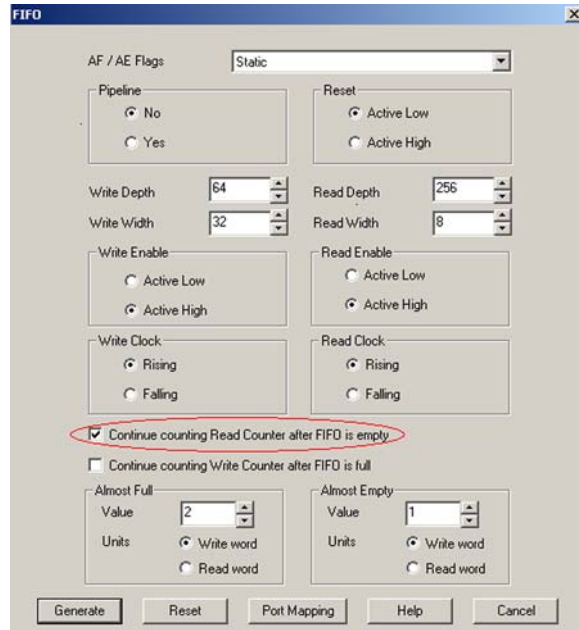 FIFO
AF / AE Flags Static
Pipeline Reset
No Active Low
Yes Active High
Write Depth 64 Read Depth 256
Write Width 32 Read Width 8
Write Enable Read Enable
Active Low Active Low
Active High Active High
Write Clock Read Clock
Rising Rising
Falling Falling
Continue counting Read Counter after FIFO is empty
Continue counting Write Counter after FIFO is full
Almost Full Almost Empty
Value 2 Value 1
Units Write word Units Write word
Read word Read word
Generate Reset Port Mapping Help Cancel